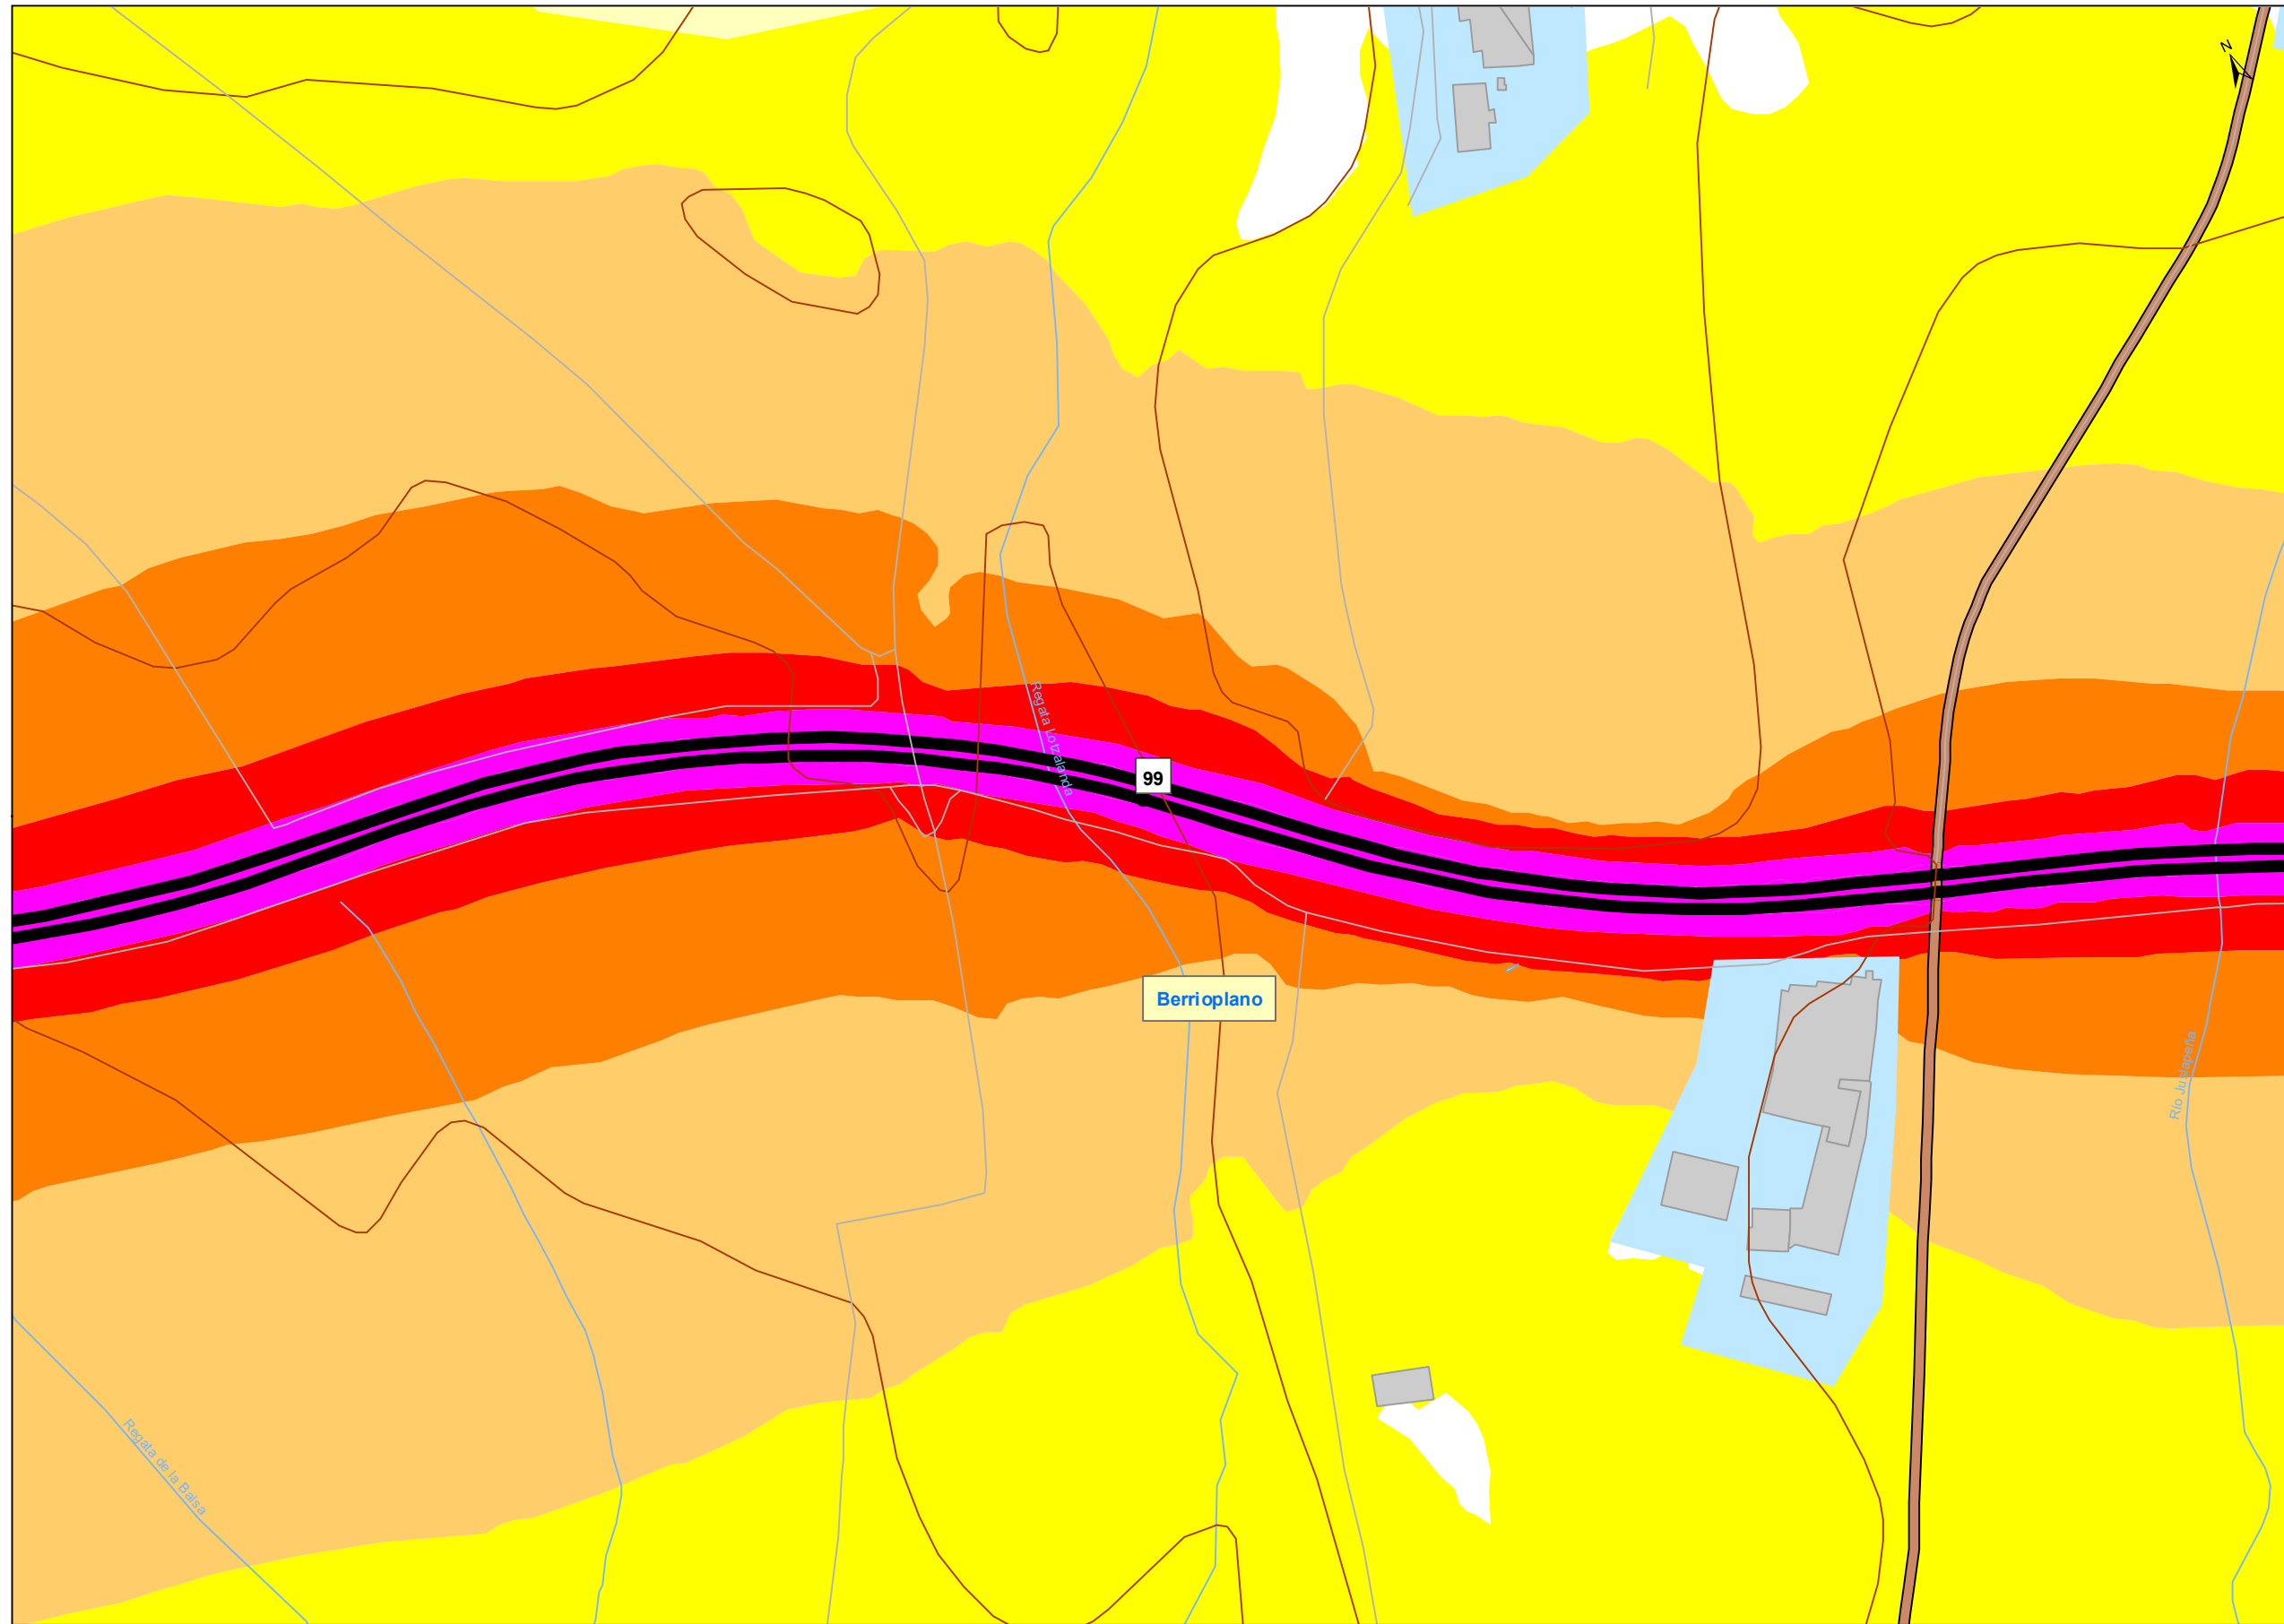 N
Regata Lotzalanda
99
Berrioplano
Río Juslapeña
Regata de la Balsa